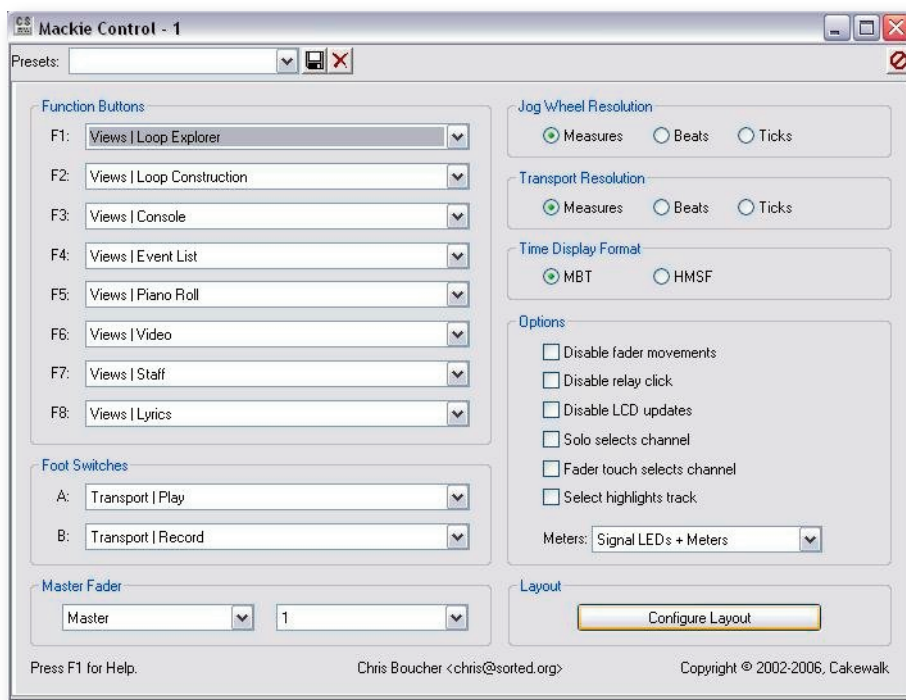 Mackie Control - 1
Presets:
Function Buttons
F1: Views | Loop Explorer
F2: Views | Loop Construction
F3: Views | Console
F4: Views | Event List
F5: Views | Piano Roll
F6: Views | Video
F7: Views | Staff
F8: Views | Lyrics
Foot Switches
A: Transport | Play
B: Transport | Record
Master Fader
Master 1
Jog Wheel Resolution
Measures Beats Ticks
Transport Resolution
Measures Beats Ticks
Time Display Format
MBT HMSF
Options
Disable fader movements
Disable relay click
Disable LCD updates
Solo selects channel
Fader touch selects channel
Select highlights track
Meters: Signal LEDs + Meters
Layout
Configure Layout
Press F1 for Help. Chris Boucher <chris@sorted.org> Copyright © 2002-2006, Cakewalk